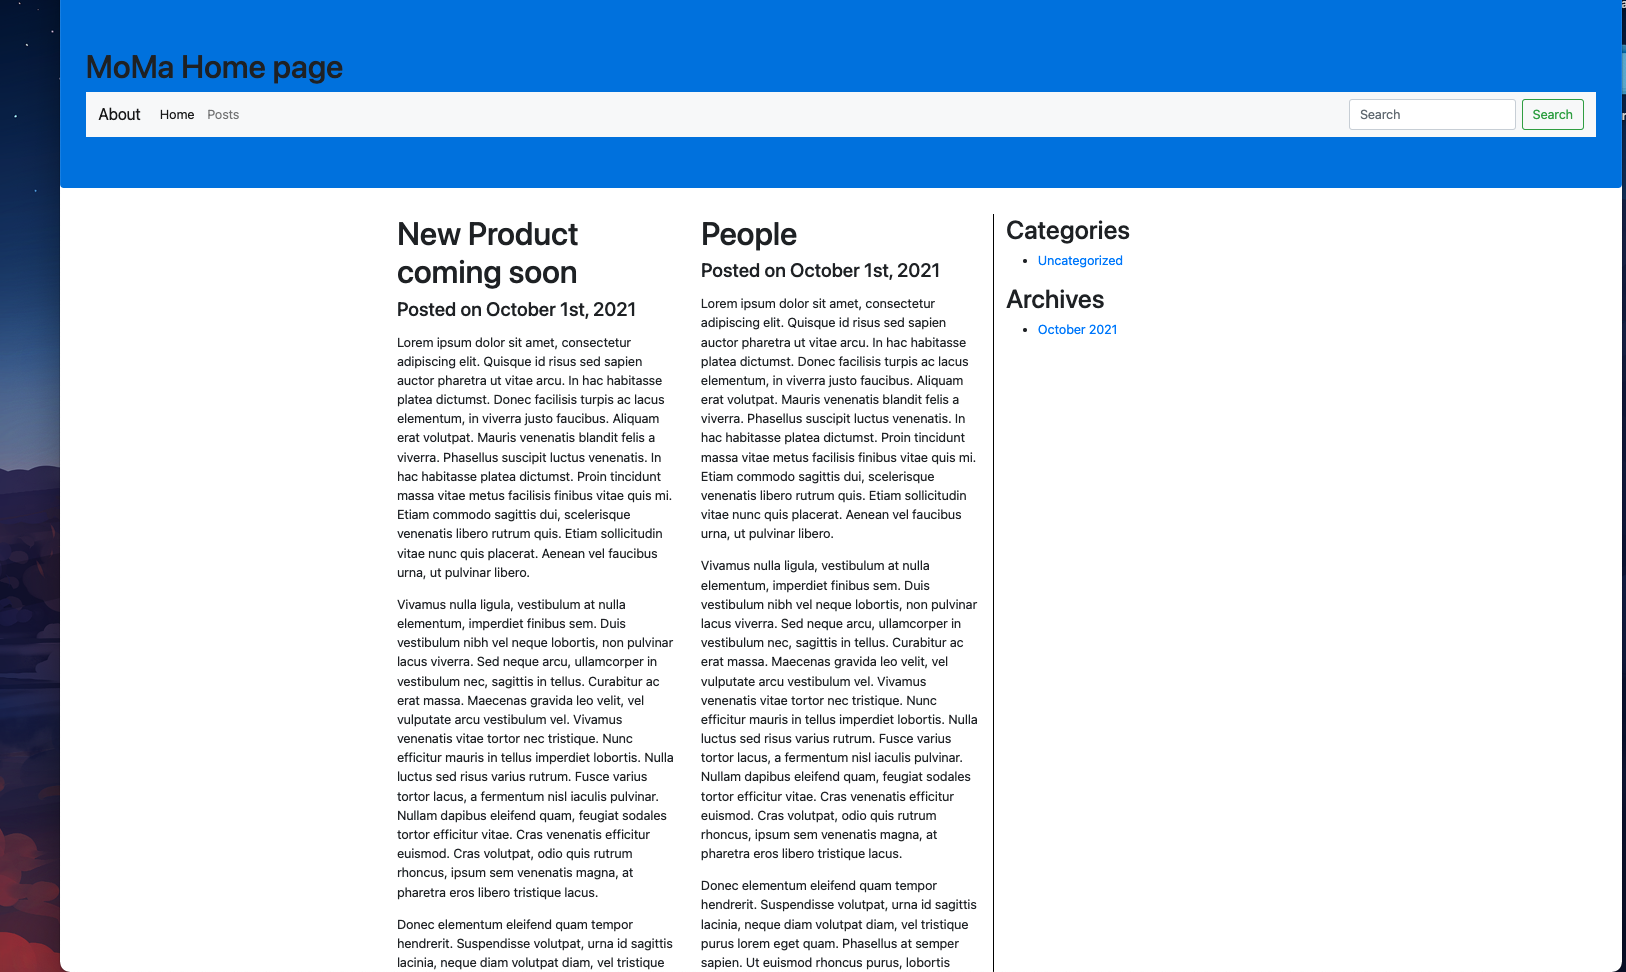 MoMa Home page
About Home Posts Search Search
New Product
coming soon
Posted on October 1st, 2021
Lorem ipsum dolor sit amet, consectetur
adipiscing elit. Quisque id risus sed sapien
auctor pharetra ut vitae arcu. In hac habitasse
platea dictumst. Donec facilisis turpis ac lacus
elementum, in viverra justo faucibus. Aliquam
erat volutpat. Mauris venenatis blandit felis a
viverra. Phasellus suscipit luctus venenatis. In
hac habitasse platea dictumst. Proin tincidunt
massa vitae metus facilisis finibus vitae quis mi.
Etiam commodo sagittis dui, scelerisque
venenatis libero rutrum quis. Etiam sollicitudin
vitae nunc quis placerat. Aenean vel faucibus
urna, ut pulvinar libero.
Vivamus nulla ligula, vestibulum at nulla
elementum, imperdiet finibus sem. Duis
vestibulum nibh vel neque lobortis, non pulvinar
lacus viverra. Sed neque arcu, ullamcorper in
vestibulum nec, sagittis in tellus. Curabitur ac
erat massa. Maecenas gravida leo velit, vel
vulputate arcu vestibulum vel. Vivamus
venenatis vitae tortor nec tristique. Nunc
efficitur mauris in tellus imperdiet lobortis. Nulla
luctus sed risus varius rutrum. Fusce varius
tortor lacus, a fermentum nisl iaculis pulvinar.
Nullam dapibus eleifend quam, feugiat sodales
tortor efficitur vitae. Cras venenatis efficitur
euismod. Cras volutpat, odio quis rutrum
rhoncus, ipsum sem venenatis magna, at
pharetra eros libero tristique lacus.
Donec elementum eleifend quam tempor
hendrerit. Suspendisse volutpat, urna id sagittis
lacinia, neque diam volutpat diam, vel tristique
People
Posted on October 1st, 2021
Lorem ipsum dolor sit amet, consectetur
adipiscing elit. Quisque id risus sed sapien
auctor pharetra ut vitae arcu. In hac habitasse
platea dictumst. Donec facilisis turpis ac lacus
elementum, in viverra justo faucibus. Aliquam
erat volutpat. Mauris venenatis blandit felis a
viverra. Phasellus suscipit luctus venenatis. In
hac habitasse platea dictumst. Proin tincidunt
massa vitae metus facilisis finibus vitae quis mi.
Etiam commodo sagittis dui, scelerisque
venenatis libero rutrum quis. Etiam sollicitudin
vitae nunc quis placerat. Aenean vel faucibus
urna, ut pulvinar libero.
Vivamus nulla ligula, vestibulum at nulla
elementum, imperdiet finibus sem. Duis
vestibulum nibh vel neque lobortis, non pulvinar
lacus viverra. Sed neque arcu, ullamcorper in
vestibulum nec, sagittis in tellus. Curabitur ac
erat massa. Maecenas gravida leo velit, vel
vulputate arcu vestibulum vel. Vivamus
venenatis vitae tortor nec tristique. Nunc
efficitur mauris in tellus imperdiet lobortis. Nulla
luctus sed risus varius rutrum. Fusce varius
tortor lacus, a fermentum nisl iaculis pulvinar.
Nullam dapibus eleifend quam, feugiat sodales
tortor efficitur vitae. Cras venenatis efficitur
euismod. Cras volutpat, odio quis rutrum
rhoncus, ipsum sem venenatis magna, at
pharetra eros libero tristique lacus.
Donec elementum eleifend quam tempor
hendrerit. Suspendisse volutpat, urna id sagittis
lacinia, neque diam volutpat diam, vel tristique
purus lorem eget quam. Phasellus at semper
sapien. Ut euismod rhoncus purus, lobortis
Categories
• Uncategorized
Archives
• October 2021